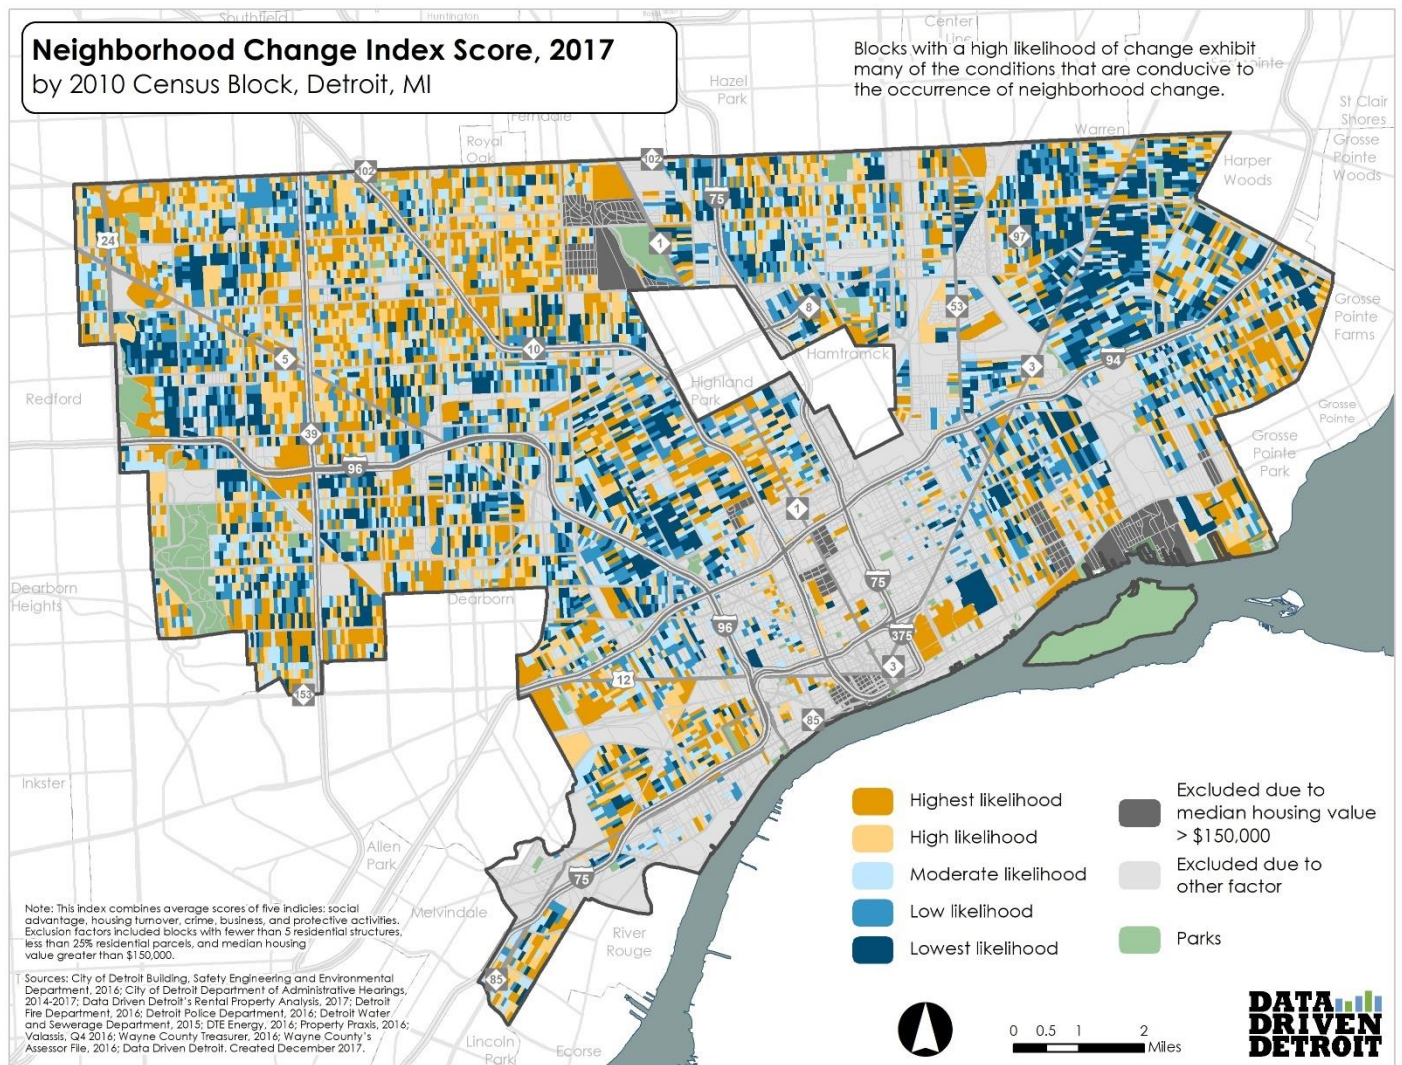 Neighborhood Change Index Score, 2017
by 2010 Census Block, Detroit, MI
Blocks with a high likelihood of change exhibit
many of the conditions that are conducive to
the occurrence of neighborhood change.
Southfield
Huntington
Center
Line
Hazel
Park
Ferndale
Royal
Oak
Warren
St Clair
Shores
Grosse
Pointe
Woods
Harper
Woods
102
102
75
24
1
97
8
53
Grosse
Pointe
Farms
5
10
Hamtramck
3
94
Redford
Highland
Park
Grosse
Pointe
39
96
Grosse
Pointe
Park
1
75
Dearborn
Heights
Dearborn
96
375
3
12
153
85
Inkster
Allen
Park
75
Melvindale
River
Rouge
85
Lincoln
Park
Ecorse
Highest likelihood
High likelihood
Moderate likelihood
Low likelihood
Lowest likelihood
Excluded due to
median housing value
> $150,000
Excluded due to
other factor
Parks
Note: This index combines average scores of five indicies: social
advantage, housing turnover, crime, business, and protective activities.
Exclusion factors included blocks with fewer than 5 residential structures,
less than 25% residential parcels, and median housing
value greater than $150,000.
Sources: City of Detroit Building, Safety Engineering and Environmental
Department, 2016; City of Detroit Department of Administrative Hearings,
2014-2017; Data Driven Detroit's Rental Property Analysis, 2017; Detroit
Fire Department, 2016; Detroit Police Department, 2016; Detroit Water
and Sewerage Department, 2015; DTE Energy, 2016; Property Praxis, 2016;
Valassis, Q4 2016; Wayne County Treasurer, 2016; Wayne County's
Assessor File, 2016; Data Driven Detroit. Created December 2017.
0 0.5 1 2
Miles
DATA
DRIVEN
DETROIT